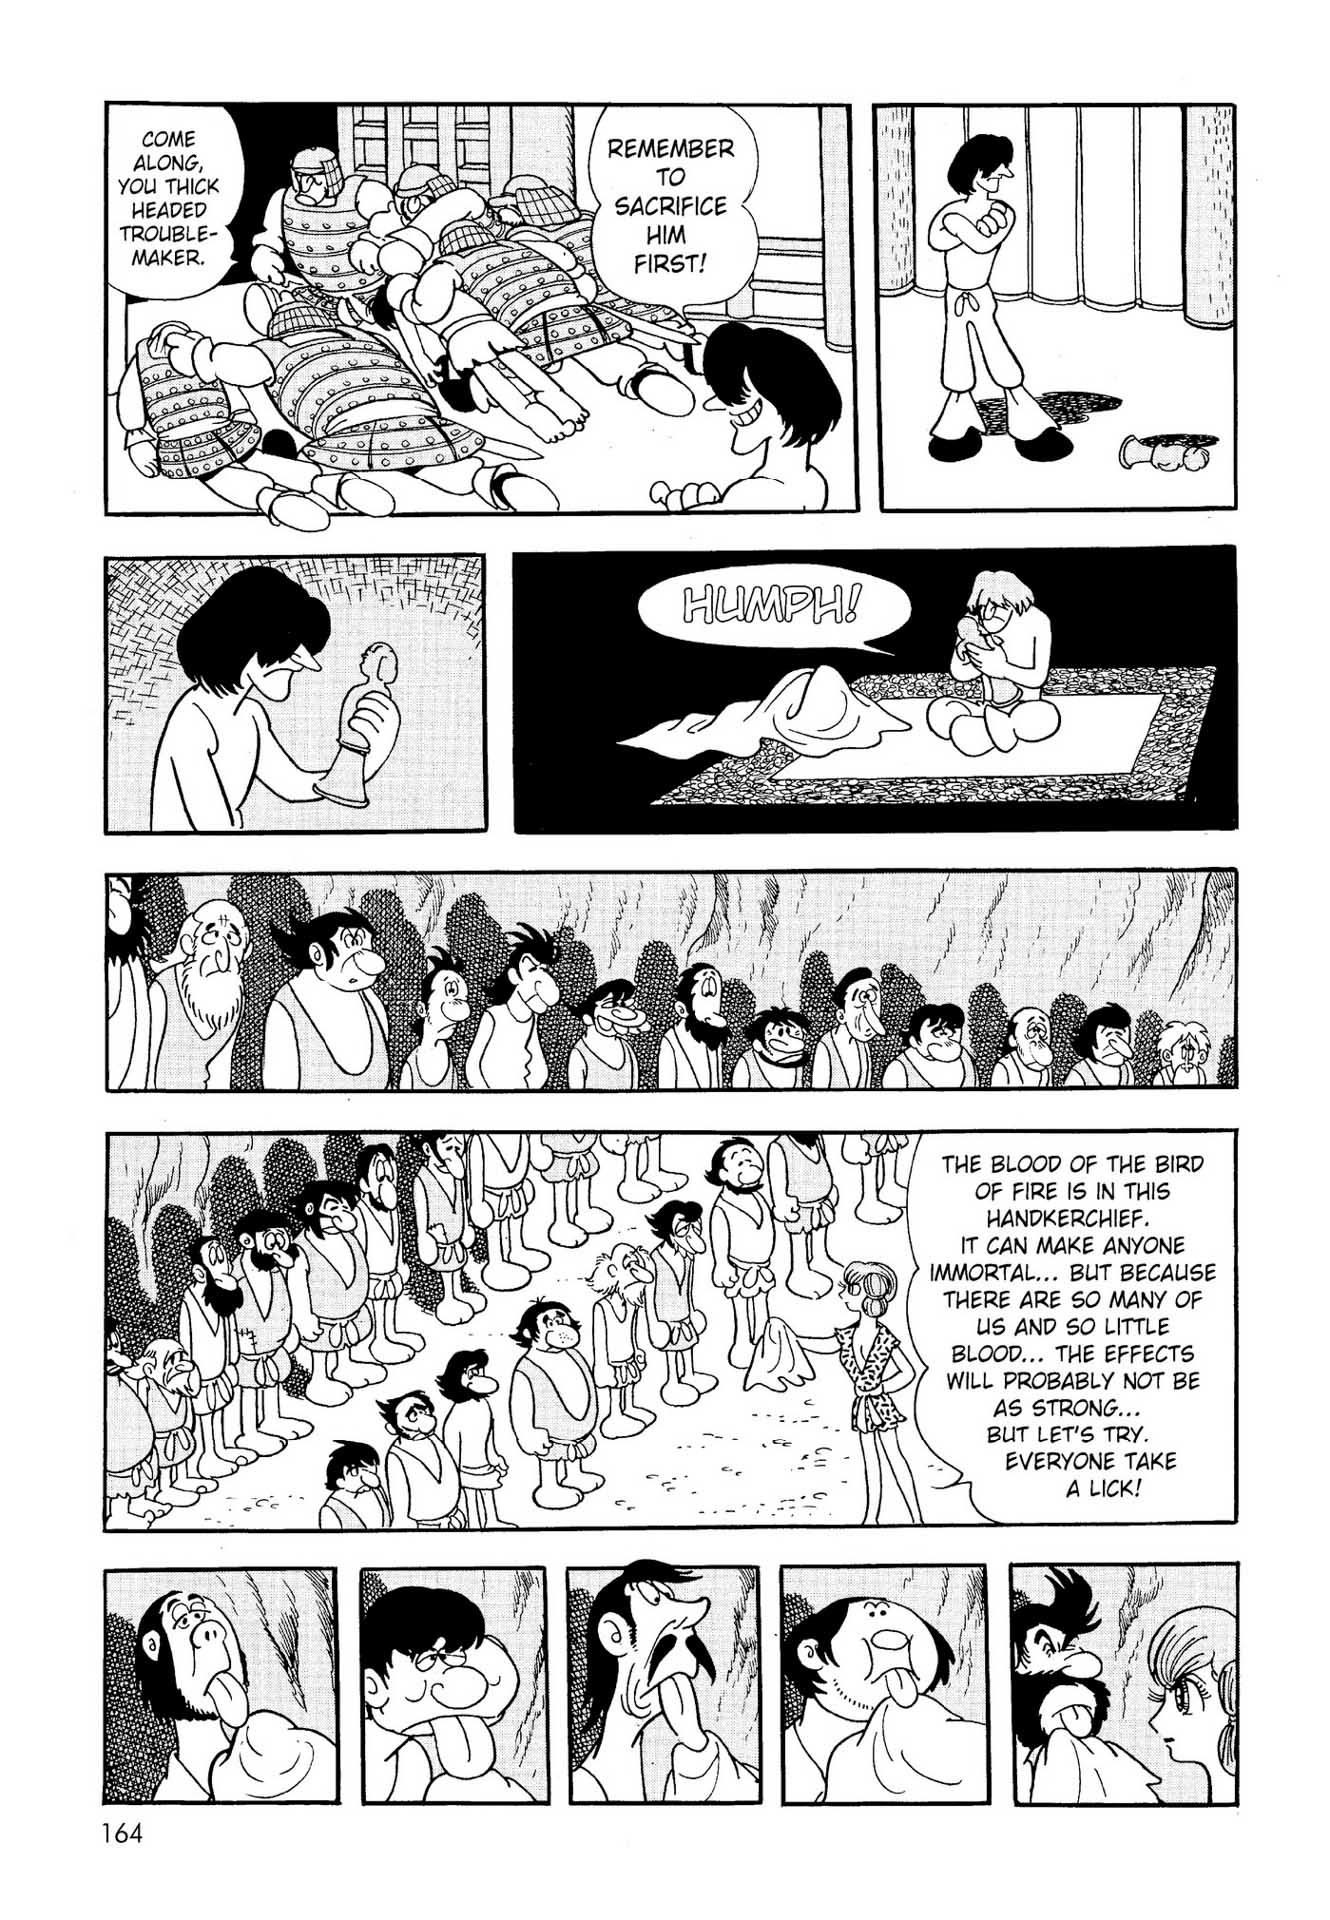 COME
ALONG,
YOU THICK
HEADED
TROUBLE-
MAKER.
REMEMBER
TO
SACRIFICE
HIM
FIRST!
HUMPH!
THE BLOOD OF THE BIRD
OF FIRE IS IN THIS
HANDKERCHIEF.
IT CAN MAKE ANYONE
IMMORTAL... BUT BECAUSE
THERE ARE SO MANY OF
US AND SO LITTLE
BLOOD... THE EFFECTS
WILL PROBABLY NOT BE
AS STRONG...
BUT LET'S TRY.
EVERYONE TAKE
A LICK!
164